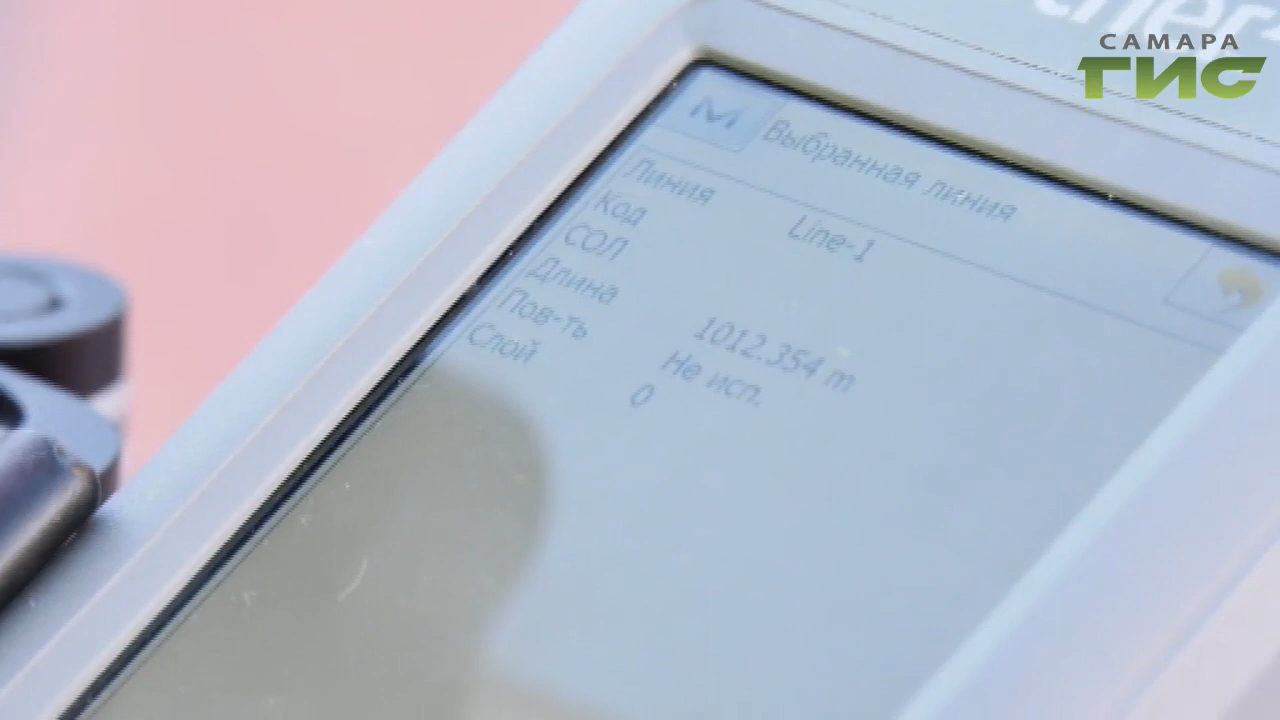 САМАРА
ГИС
Выбранная линия
Линия Line-1
Код
СОЛ
Длина 1012.354 m
Пов-ть Не исп.
Слой 0